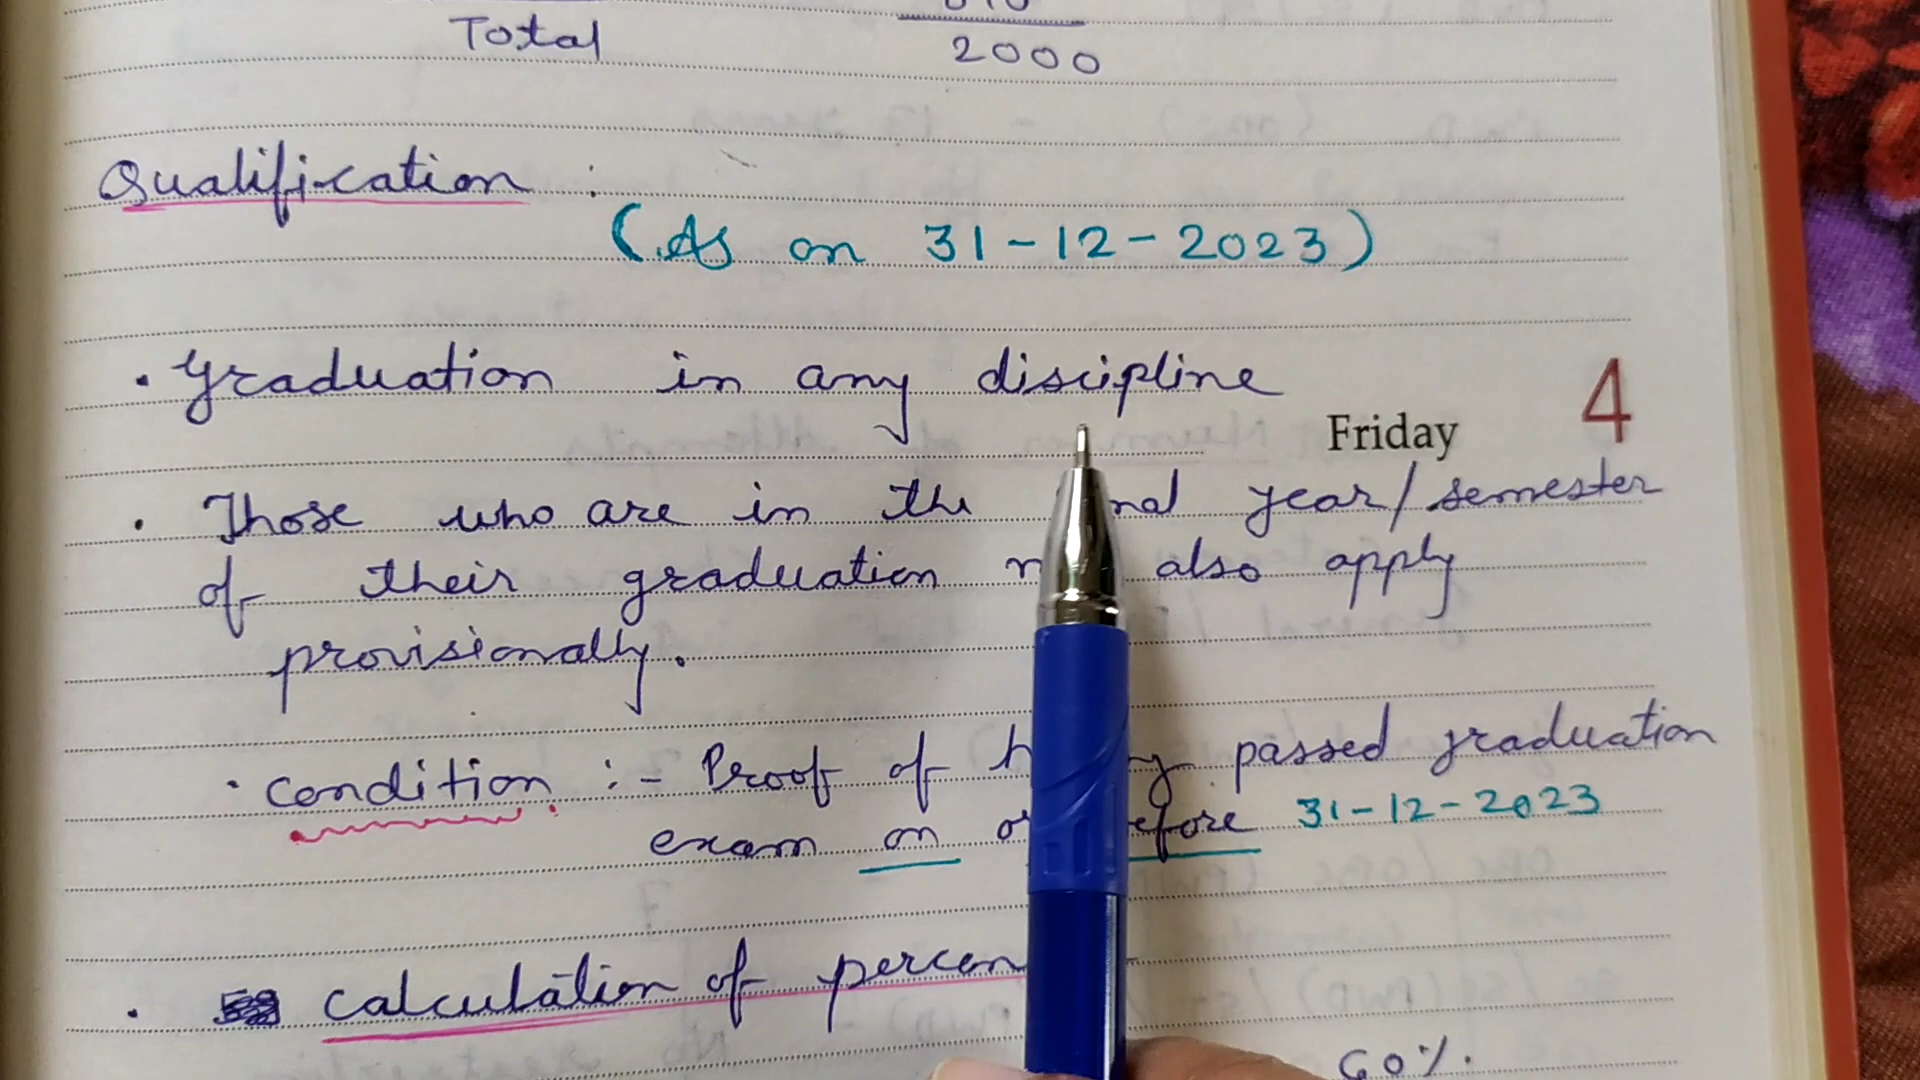 Total 2000
Qualification :
(As on 31-12-2023)
. Graduation in any discipline
Friday 4
. Those who are in the year/semester
of their graduation also apply
provisionally.
. Condition :- Proof of passed graduation
exam on 31-12-2023
. Calculation of
60%.